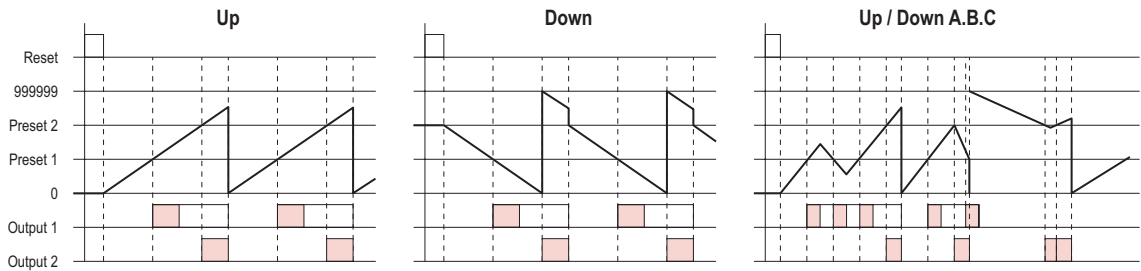 Up
Down
Up / Down A.B.C
Reset
999999
Preset 2
Preset 1
0
Output 1
Output 2